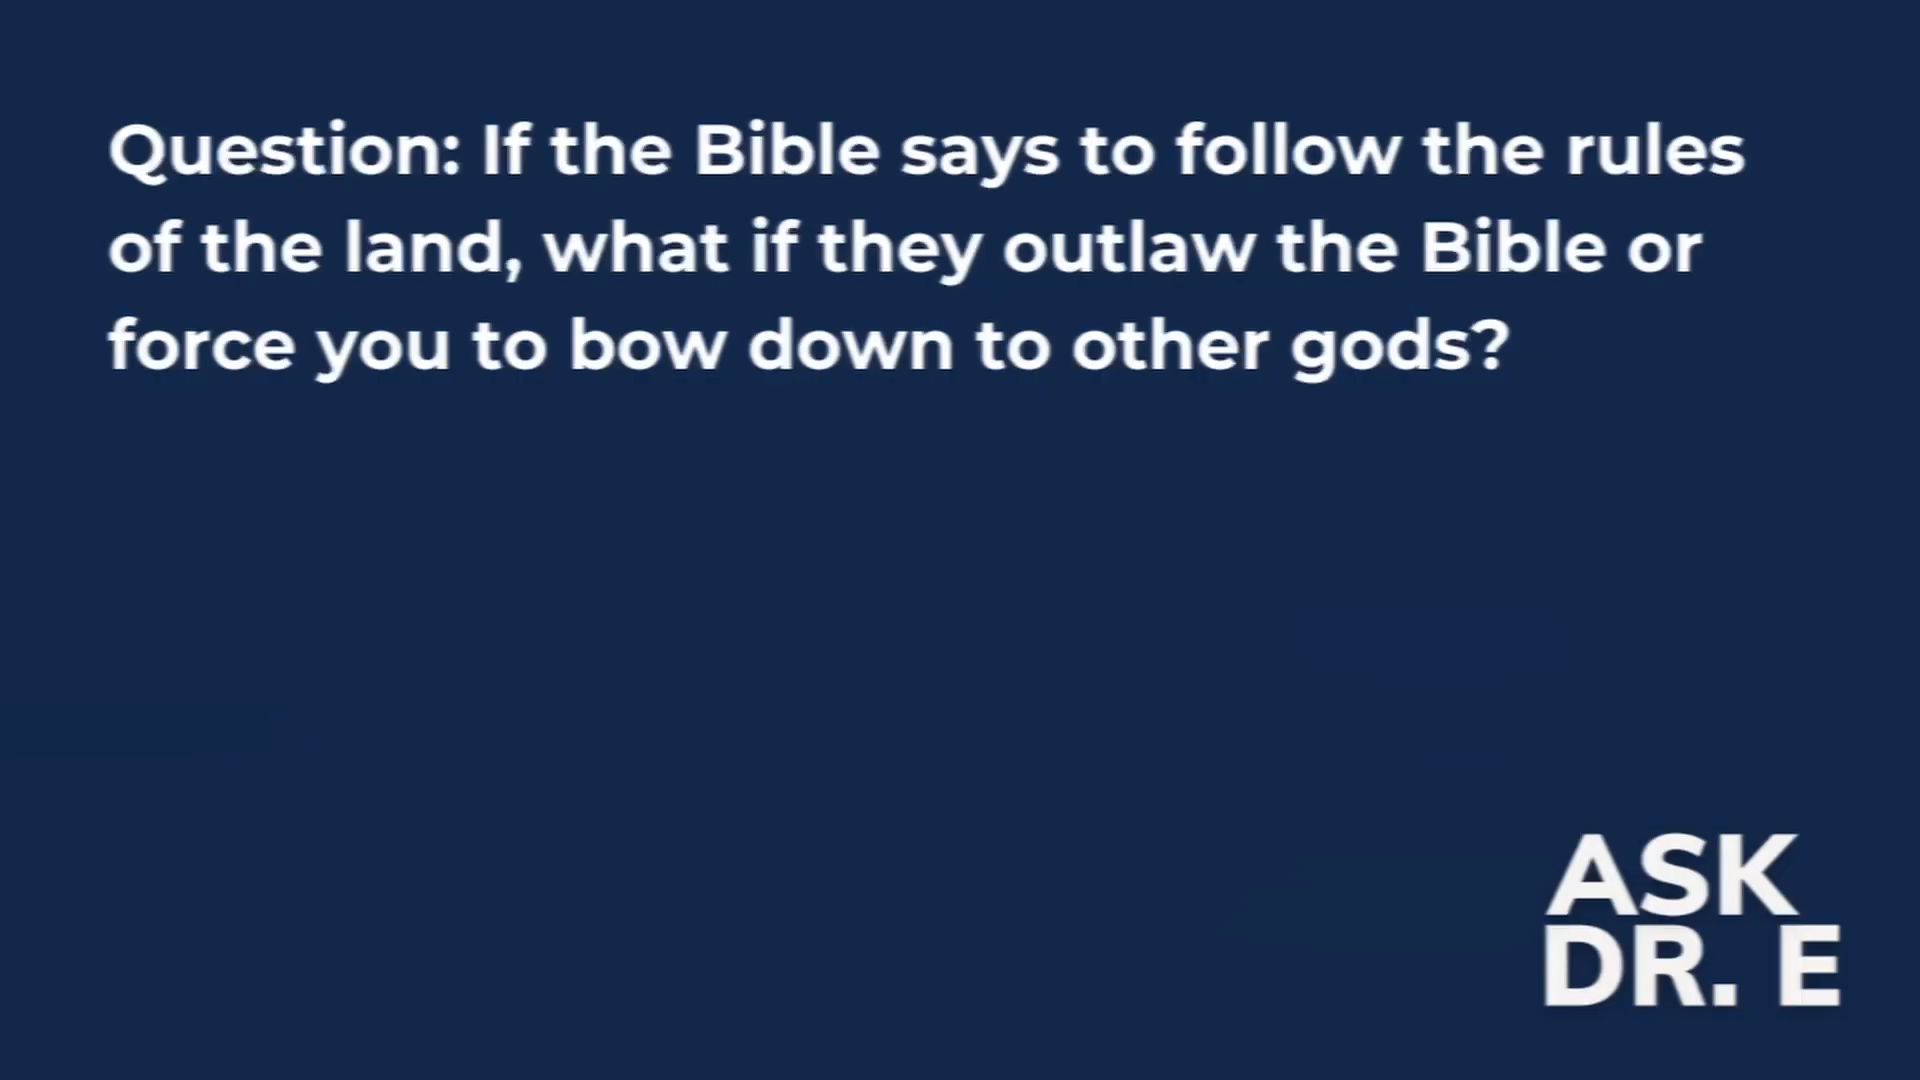 Question: If the Bible says to follow the rules
of the land, what if they outlaw the Bible or
force you to bow down to other gods?
ASK
DR. E